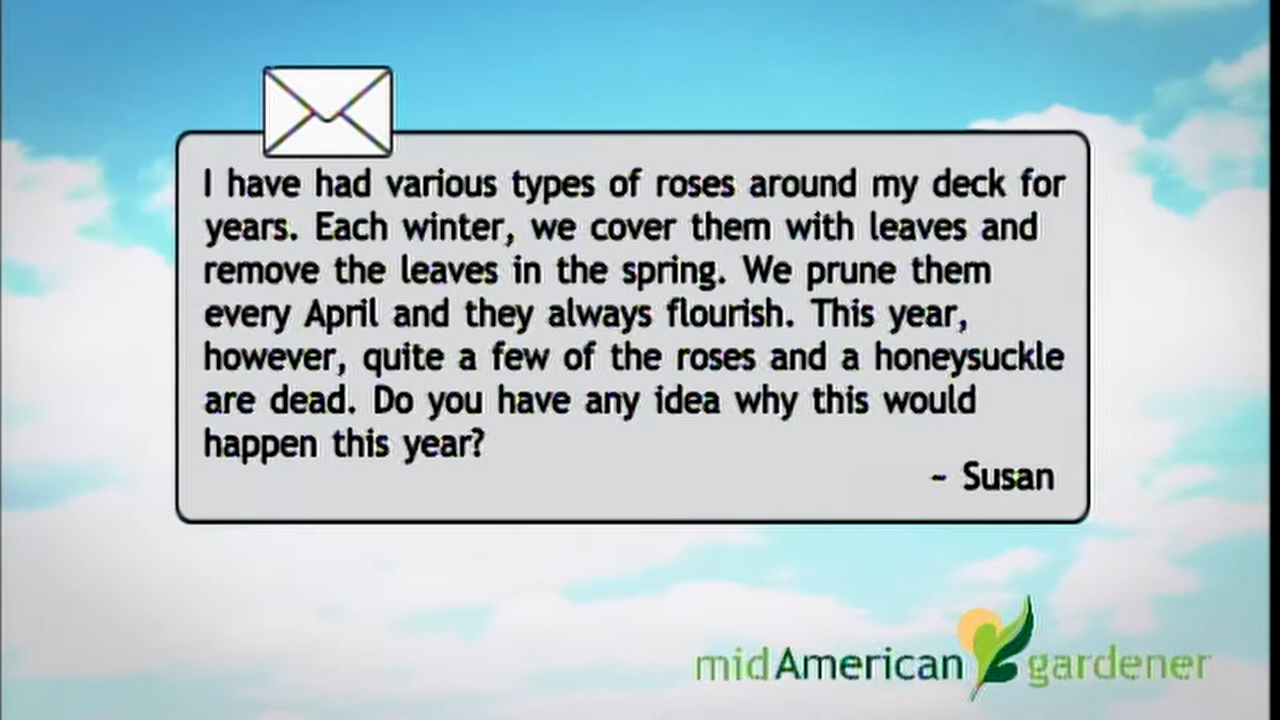 I have had various types of roses around my deck for
years. Each winter, we cover them with leaves and
remove the leaves in the spring. We prune them
every April and they always flourish. This year,
however, quite a few of the roses and a honeysuckle
are dead. Do you have any idea why this would
happen this year?
~ Susan
midAmerican gardener